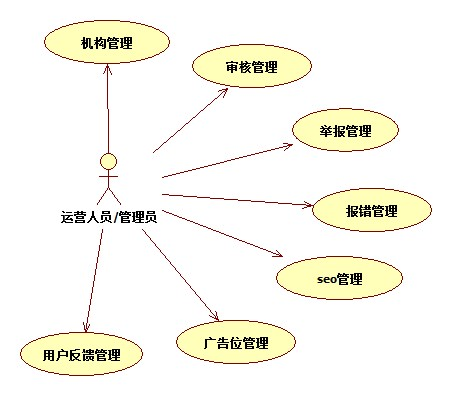 机构管理
审核管理
举报管理
运营人员/管理员
报错管理
seo管理
广告位管理
用户反馈管理